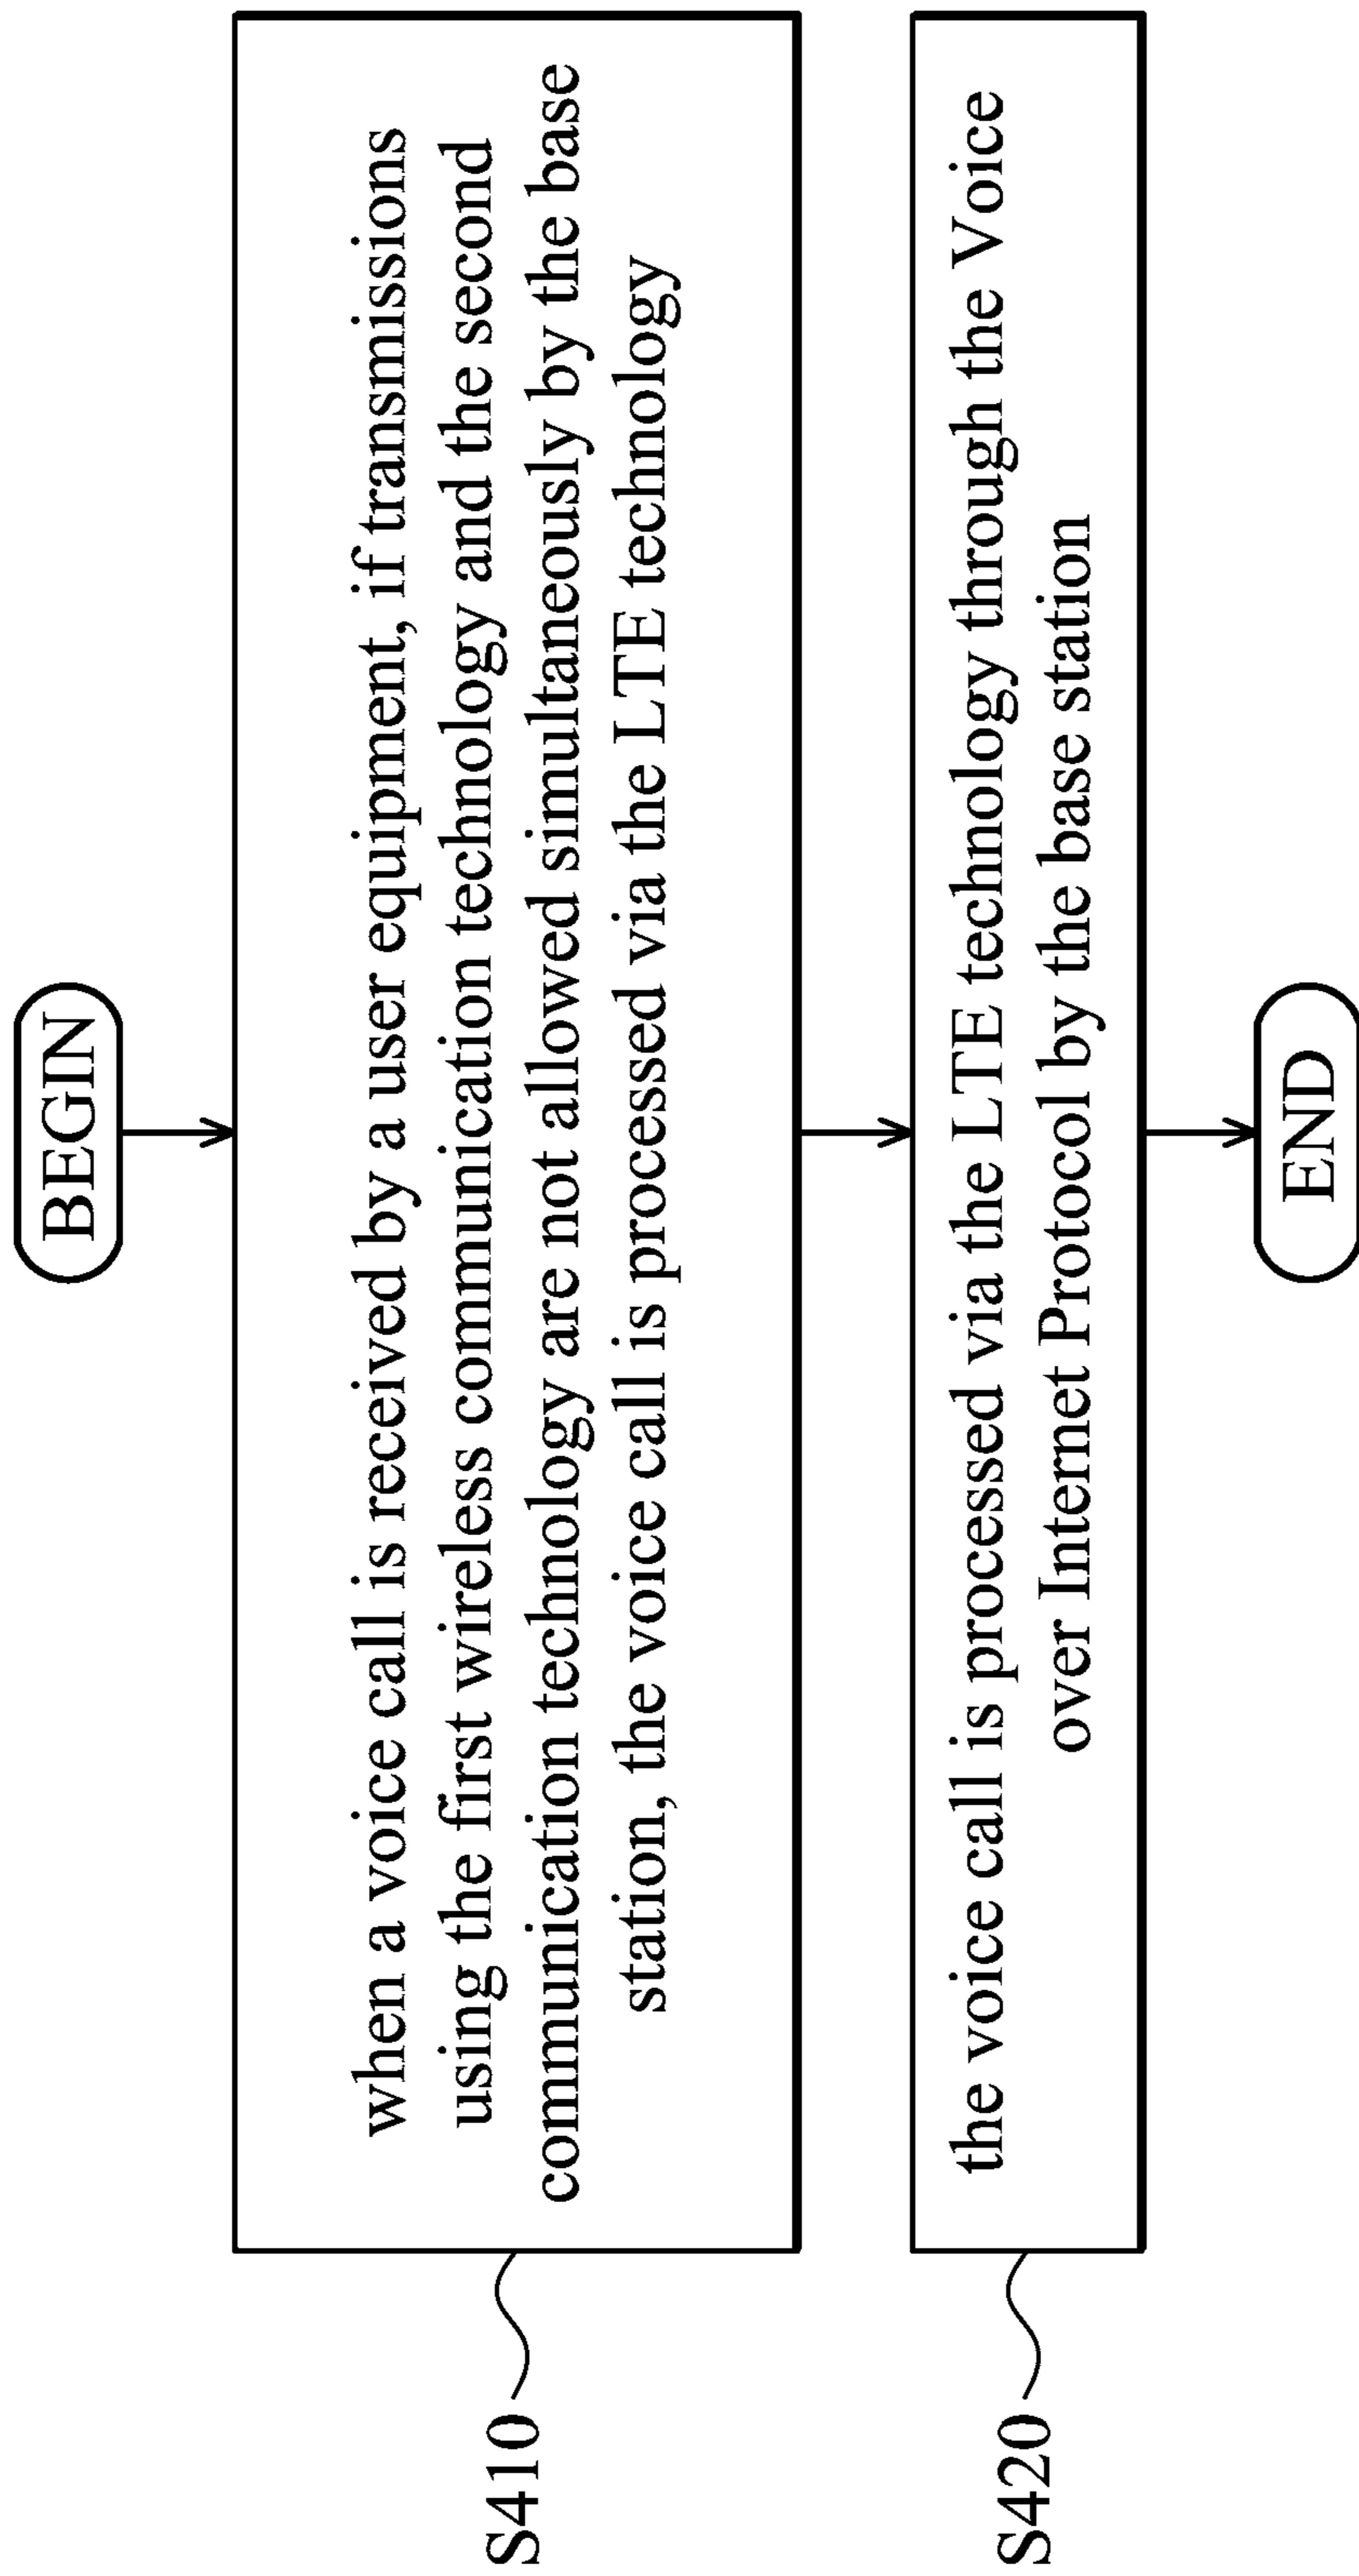 BEGIN
when a voice call is received by a user equipment, if transmissions
using the first wireless communication technology and the second
communication technology are not allowed simultaneously by the base
station, the voice call is processed via the LTE technology
S410
the voice call is processed via the LTE technology through the Voice
over Internet Protocol by the base station
S420
END